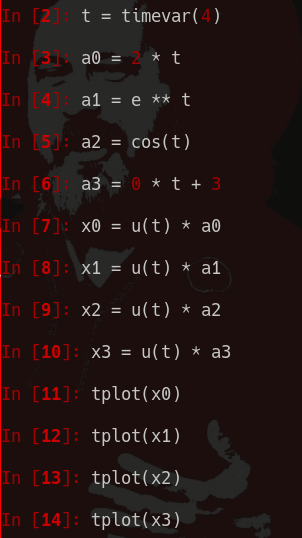 In [2]: t = timevar(4)
In [3]: a0 = 2 * t
In [4]: a1 = e ** t
In [5]: a2 = cos(t)
In [6]: a3 = 0 * t + 3
In [7]: x0 = u(t) * a0
In [8]: x1 = u(t) * a1
In [9]: x2 = u(t) * a2
In [10]: x3 = u(t) * a3
In [11]: tplot(x0)
In [12]: tplot(x1)
In [13]: tplot(x2)
In [14]: tplot(x3)